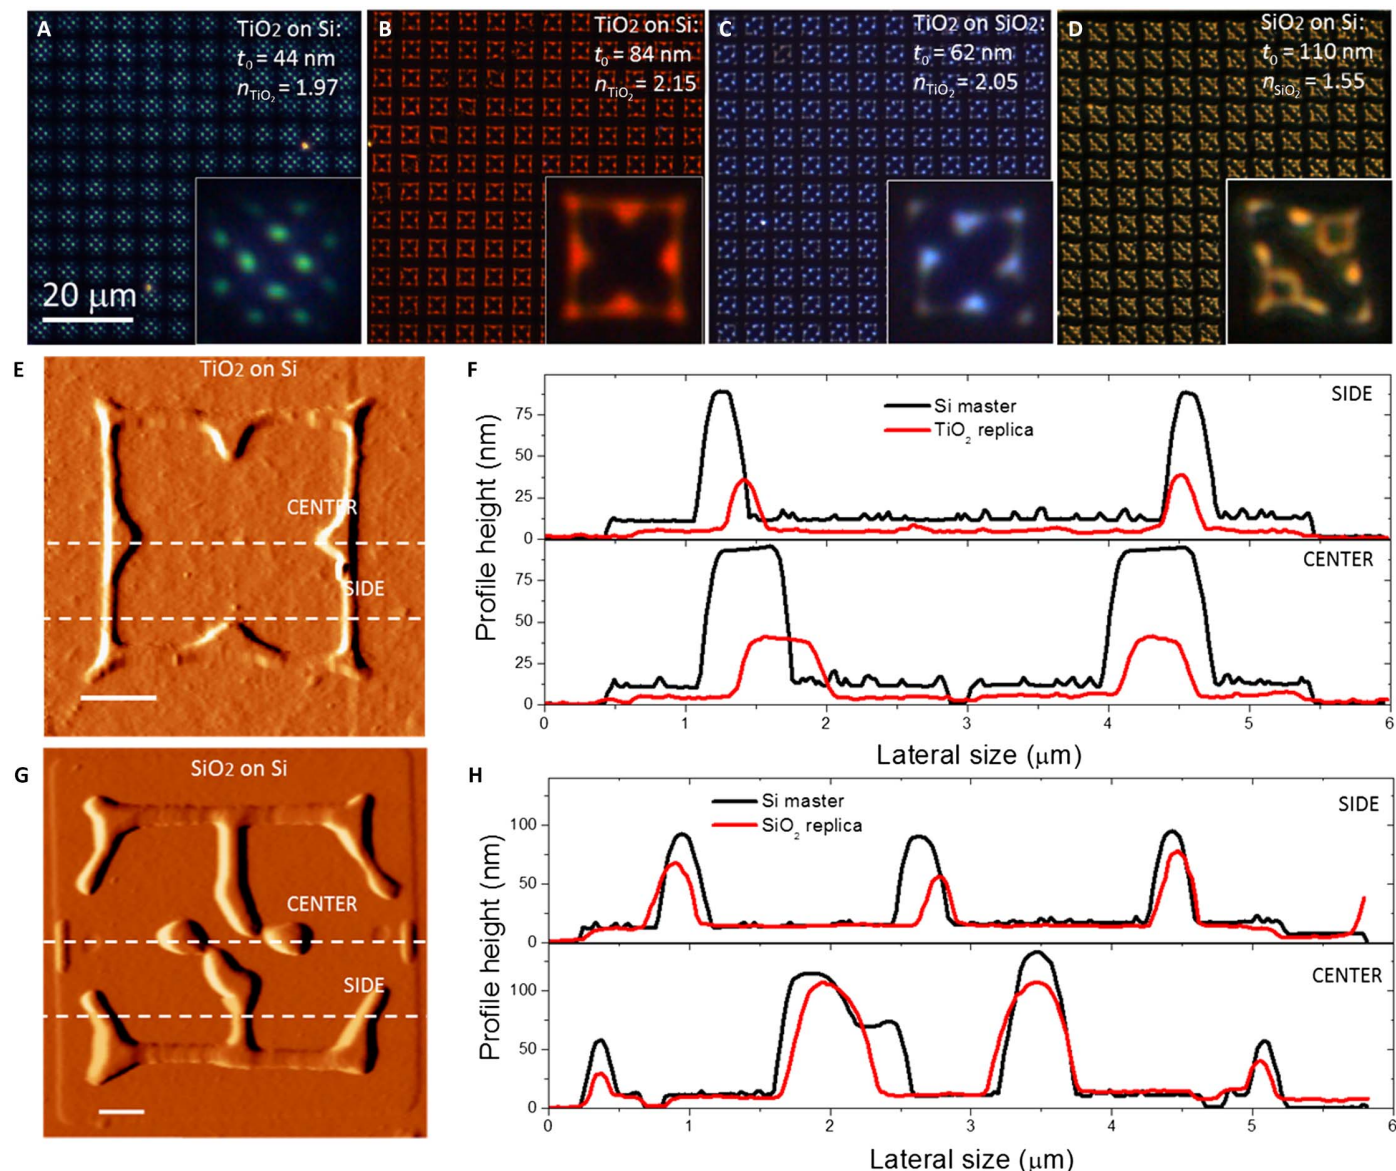 A
TiO2 on Si:
t0 = 44 nm
nTiO2 = 1.97
20 μm
B
TiO2 on Si:
t0 = 84 nm
nTiO2 = 2.15
C
TiO2 on SiO2:
t0 = 62 nm
nTiO2 = 2.05
D
SiO2 on Si:
t0 = 110 nm
nSiO2 = 1.55
E
TiO2 on Si
CENTER
SIDE
F
Profile height (nm)
75
50
25
0
Si master
TiO2 replica
SIDE
75
50
25
0
CENTER
0 1 2 3 4 5 6
Lateral size (μm)
G
SiO2 on Si
CENTER
SIDE
H
Profile height (nm)
100
50
0
Si master
SiO2 replica
SIDE
100
50
0
CENTER
0 1 2 3 4 5 6
Lateral size (μm)